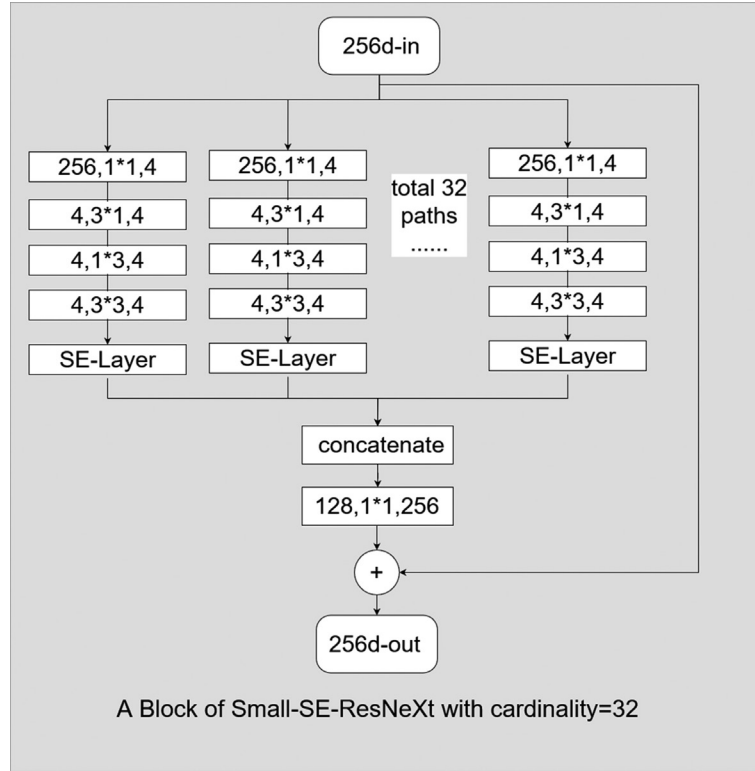 256d-in
256,1*1,4
4,3*1,4
4,1*3,4
4,3*3,4
SE-Layer
256,1*1,4
4,3*1,4
4,1*3,4
4,3*3,4
SE-Layer
total 32
paths
......
256,1*1,4
4,3*1,4
4,1*3,4
4,3*3,4
SE-Layer
concatenate
128,1*1,256
+
256d-out
A Block of Small-SE-ResNeXt with cardinality=32